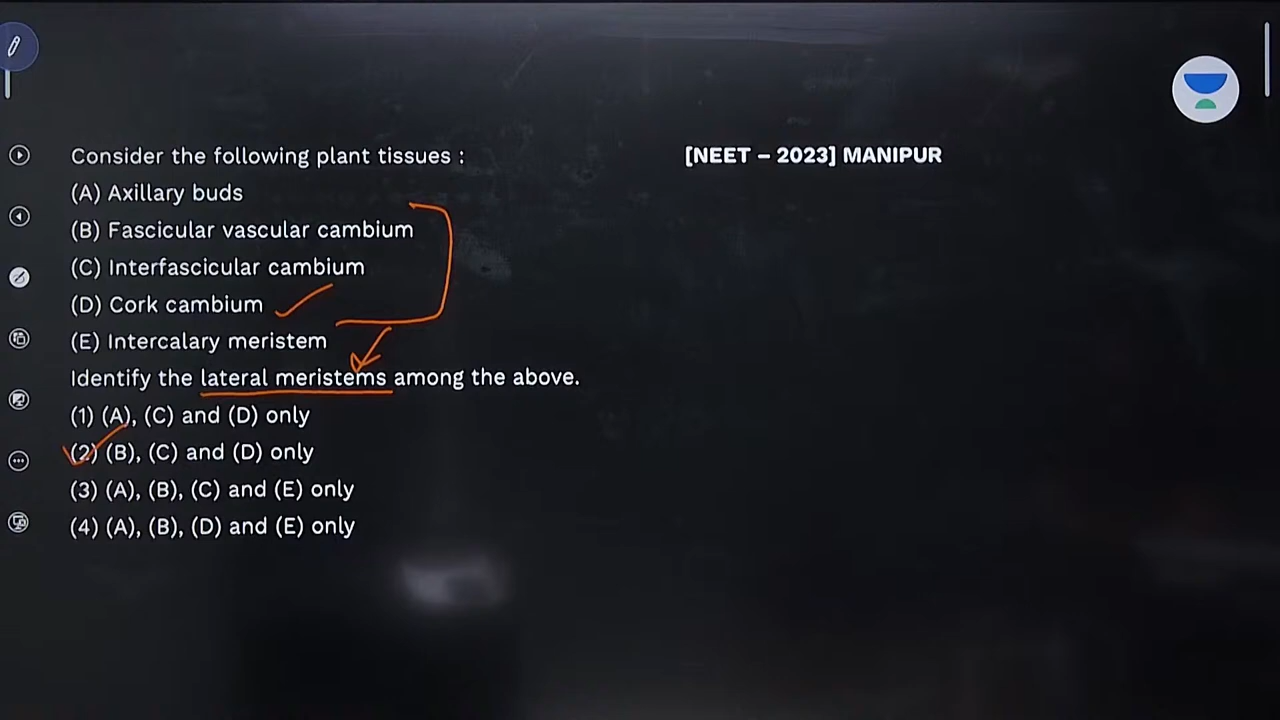 Consider the following plant tissues :
[NEET – 2023] MANIPUR
(A) Axillary buds
(B) Fascicular vascular cambium
(C) Interfascicular cambium
(D) Cork cambium
(E) Intercalary meristem
Identify the lateral meristems among the above.
(1) (A), (C) and (D) only
(2) (B), (C) and (D) only
(3) (A), (B), (C) and (E) only
(4) (A), (B), (D) and (E) only